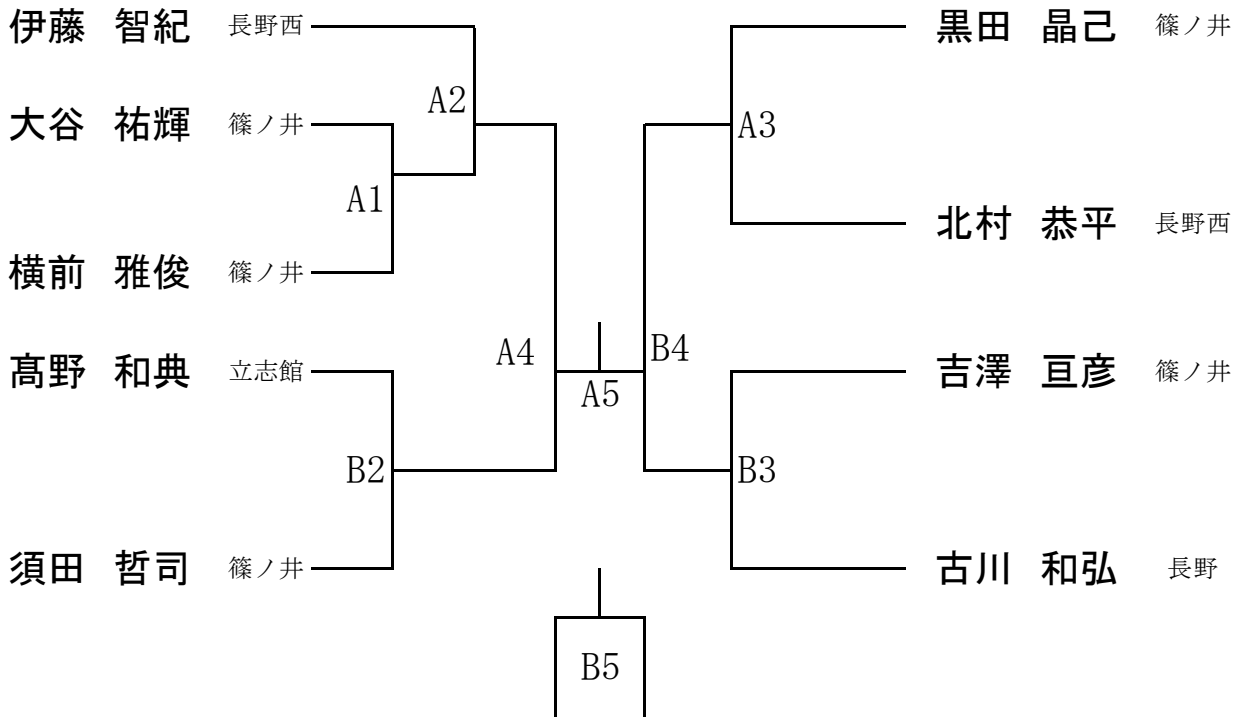 伊藤 智紀 長野西
大谷 祐輝 篠ノ井
横前 雅俊 篠ノ井
髙野 和典 立志館
須田 哲司 篠ノ井
A1
A2
B2
A4
A5
B5
B4
A3
B3
黒田 晶己 篠ノ井
北村 恭平 長野西
吉澤 亘彦 篠ノ井
古川 和弘 長野